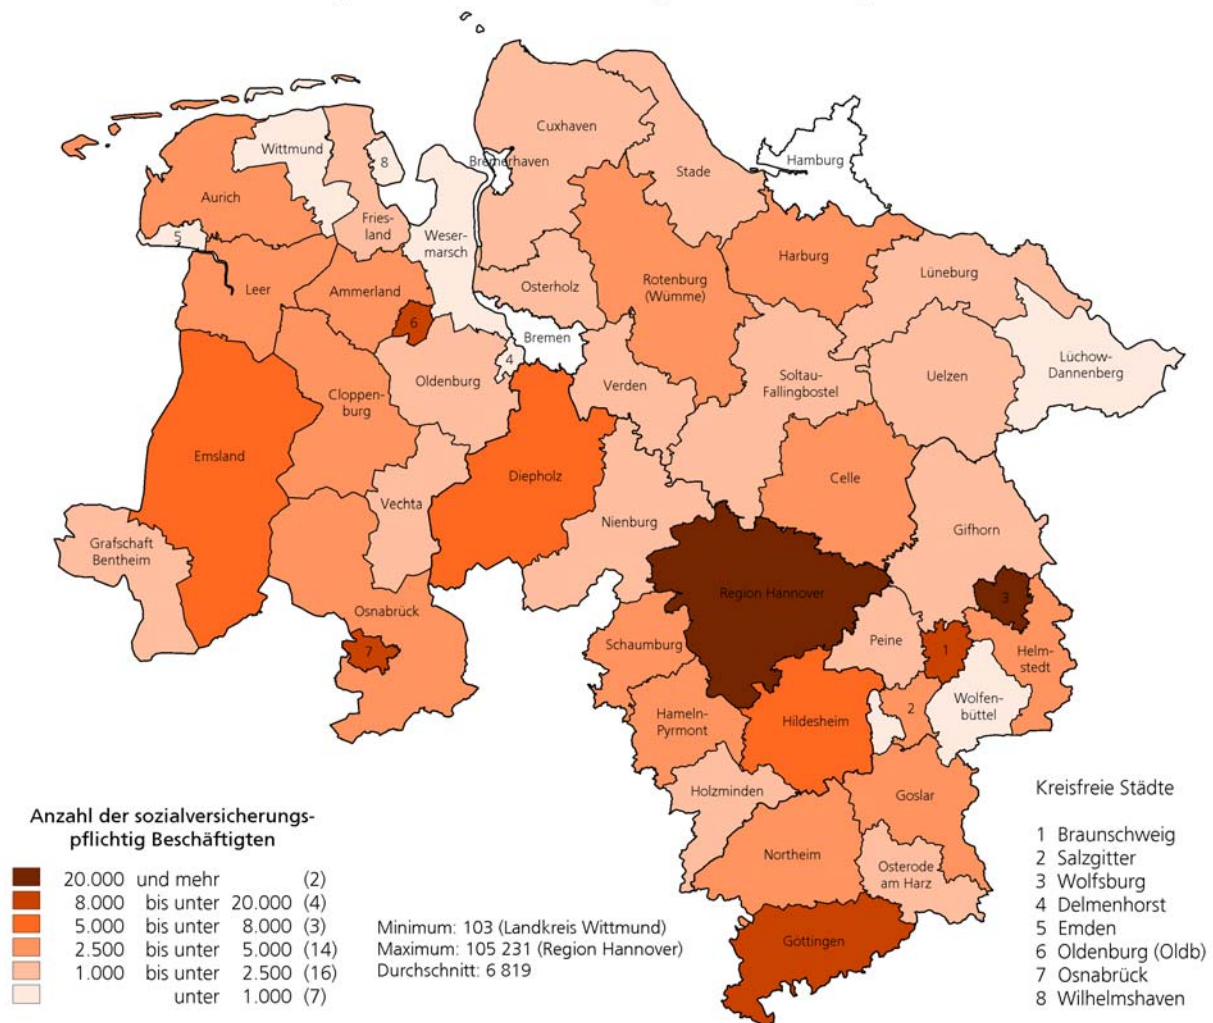 Cuxhaven
Bremerhaven
Hamburg
Wittmund
8
Stade
Aurich
Fries-
land
5
Weser-
marsch
Harburg
Lüneburg
Leer
Ammerland
Osterholz
Rotenburg
(Wümme)
6
Bremen
4
Lüchow-
Dannenberg
Oldenburg
Verden
Soltau-
Fallingbostel
Uelzen
Cloppen-
burg
Emsland
Diepholz
Celle
Vechta
Nienburg
Gifhorn
Grafschaft
Bentheim
Region Hannover
3
Osnabrück
7
Schaumburg
Peine
1
Helm-
stedt
Hameln-
Pyrmont
Hildesheim
2
Wolfen-
büttel
Holzminden
Goslar
Northeim
Osterode
am Harz
Göttingen
Anzahl der sozialversicherungs-
pflichtig Beschäftigten
20.000 und mehr (2)
8.000 bis unter 20.000 (4)
5.000 bis unter 8.000 (3)
2.500 bis unter 5.000 (14)
1.000 bis unter 2.500 (16)
unter 1.000 (7)
Minimum: 103 (Landkreis Wittmund)
Maximum: 105 231 (Region Hannover)
Durchschnitt: 6 819
Kreisfreie Städte
1 Braunschweig
2 Salzgitter
3 Wolfsburg
4 Delmenhorst
5 Emden
6 Oldenburg (Oldb)
7 Osnabrück
8 Wilhelmshaven